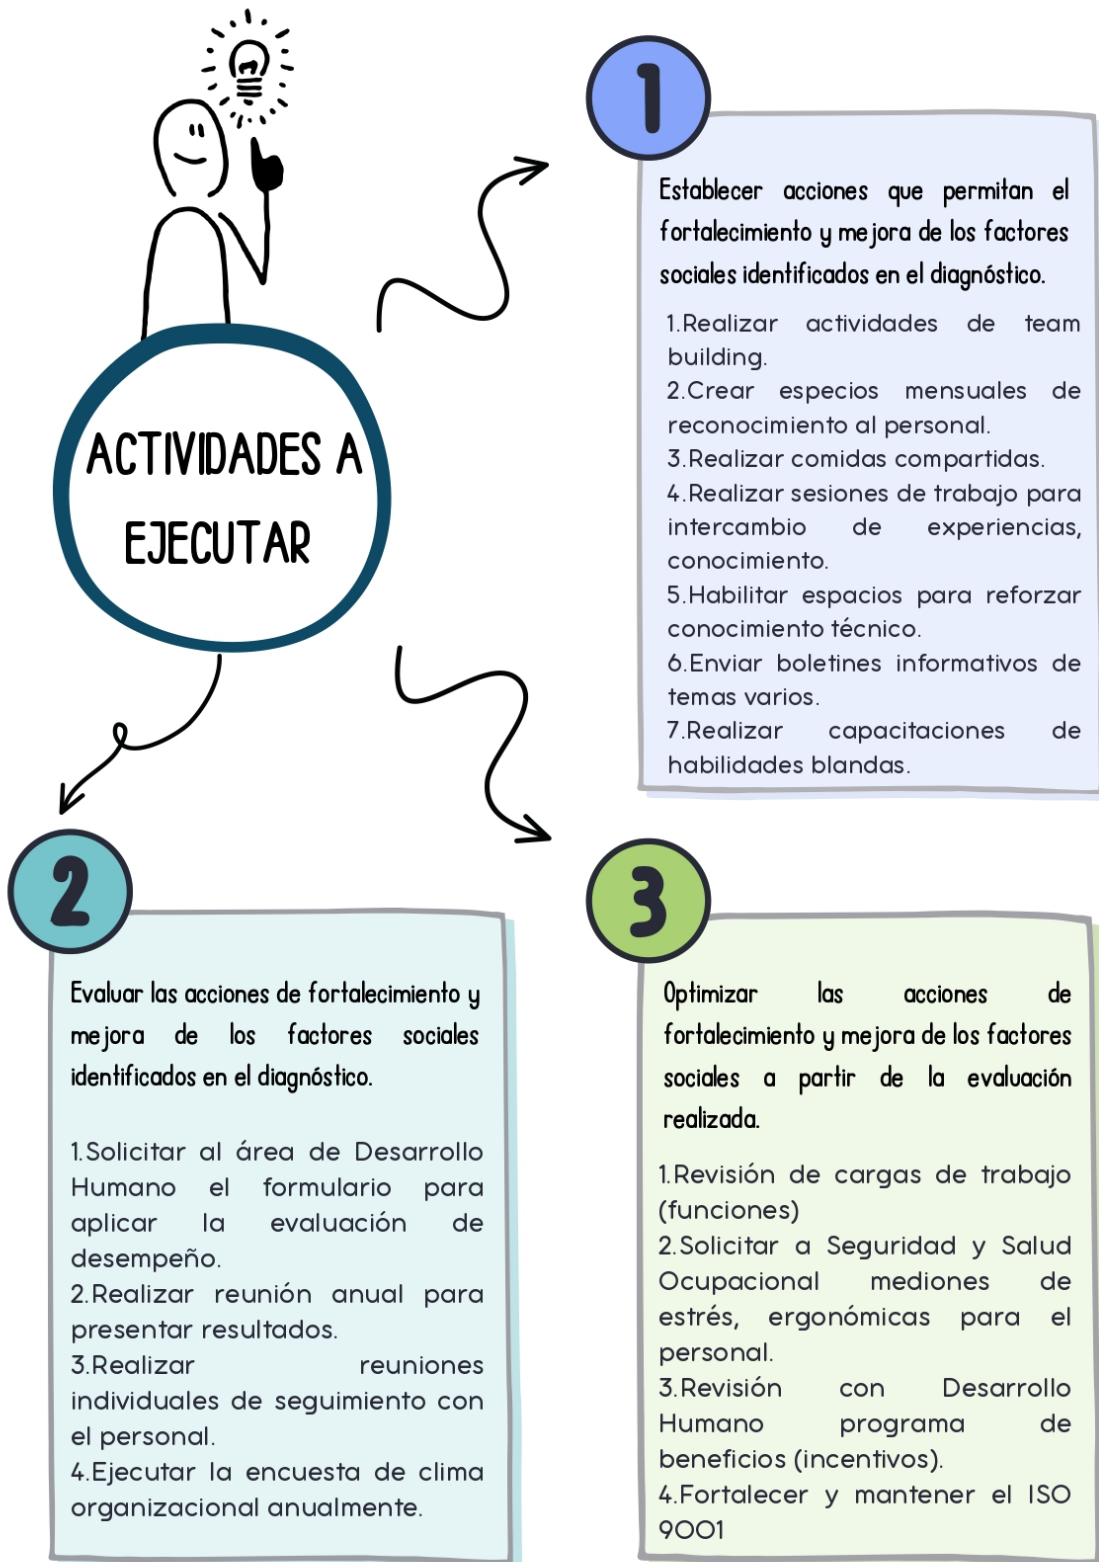 ACTIVIDADES A
EJECUTAR
1
Establecer acciones que permitan el
fortalecimiento y mejora de los factores
sociales identificados en el diagnóstico.
1.Realizar actividades de team
building.
2.Crear especios mensuales de
reconocimiento al personal.
3.Realizar comidas compartidas.
4.Realizar sesiones de trabajo para
intercambio de experiencias,
conocimiento.
5.Habilitar espacios para reforzar
conocimiento técnico.
6.Enviar boletines informativos de
temas varios.
7.Realizar capacitaciones de
habilidades blandas.
2
Evaluar las acciones de fortalecimiento y
mejora de los factores sociales
identificados en el diagnóstico.
1.Solicitar al área de Desarrollo
Humano el formulario para
aplicar la evaluación de
desempeño.
2.Realizar reunión anual para
presentar resultados.
3.Realizar reuniones
individuales de seguimiento con
el personal.
4.Ejecutar la encuesta de clima
organizacional anualmente.
3
Optimizar las acciones de
fortalecimiento y mejora de los factores
sociales a partir de la evaluación
realizada.
1.Revisión de cargas de trabajo
(funciones)
2.Solicitar a Seguridad y Salud
Ocupacional mediones de
estrés, ergonómicas para el
personal.
3.Revisión con Desarrollo
Humano programa de
beneficios (incentivos).
4.Fortalecer y mantener el ISO
9001